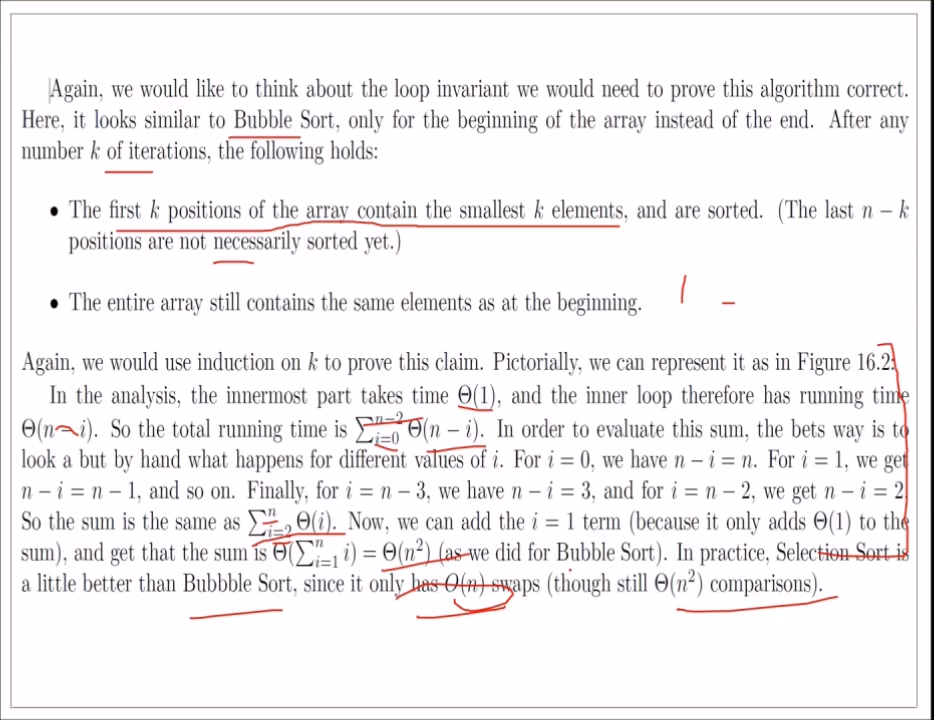 Again, we would like to think about the loop invariant we would need to prove this algorithm correct.
Here, it looks similar to Bubble Sort, only for the beginning of the array instead of the end. After any
number k of iterations, the following holds:
• The first k positions of the array contain the smallest k elements, and are sorted. (The last n − k
positions are not necessarily sorted yet.)
• The entire array still contains the same elements as at the beginning.
Again, we would use induction on k to prove this claim. Pictorially, we can represent it as in Figure 16.2:
In the analysis, the innermost part takes time Θ(1), and the inner loop therefore has running time
Θ(n − i). So the total running time is ∑_{i=0}^{n−2} Θ(n − i). In order to evaluate this sum, the bets way is to
look a but by hand what happens for different values of i. For i = 0, we have n − i = n. For i = 1, we get
n − i = n − 1, and so on. Finally, for i = n − 3, we have n − i = 3, and for i = n − 2, we get n − i = 2.
So the sum is the same as ∑_{i=2}^{n} Θ(i). Now, we can add the i = 1 term (because it only adds Θ(1) to the
sum), and get that the sum is Θ(∑_{i=1}^{n} i) = Θ(n²) (as we did for Bubble Sort). In practice, Selection Sort is
a little better than Bubbble Sort, since it only has O(n) swaps (though still Θ(n²) comparisons).